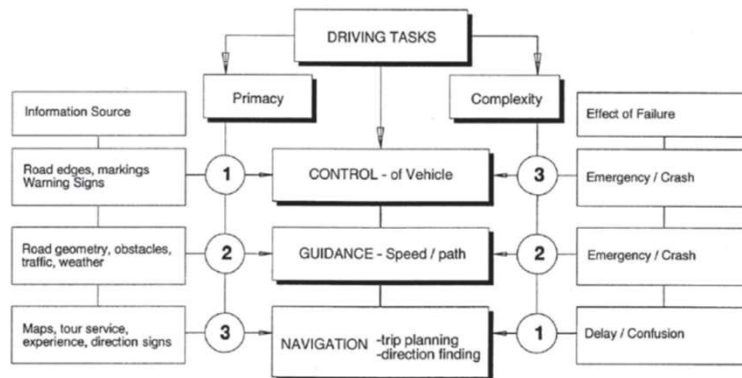 DRIVING TASKS
Primacy
Complexity
Information Source
Effect of Failure
Road edges, markings
Warning Signs
1
CONTROL - of Vehicle
3
Emergency / Crash
Road geometry, obstacles,
traffic, weather
2
GUIDANCE - Speed / path
2
Emergency / Crash
Maps, tour service,
experience, direction signs
3
NAVIGATION -trip planning
-direction finding
1
Delay / Confusion